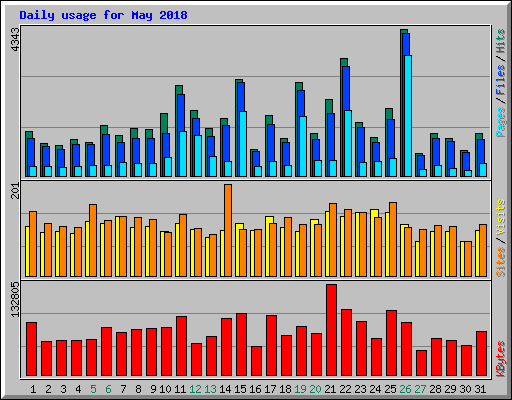 Daily usage for May 2018
4343
Pages / Files / Hits
201
Sites / Visits
132805
KBytes
1 2 3 4 5 6 7 8 9 10 11 12 13 14 15 16 17 18 19 20 21 22 23 24 25 26 27 28 29 30 31